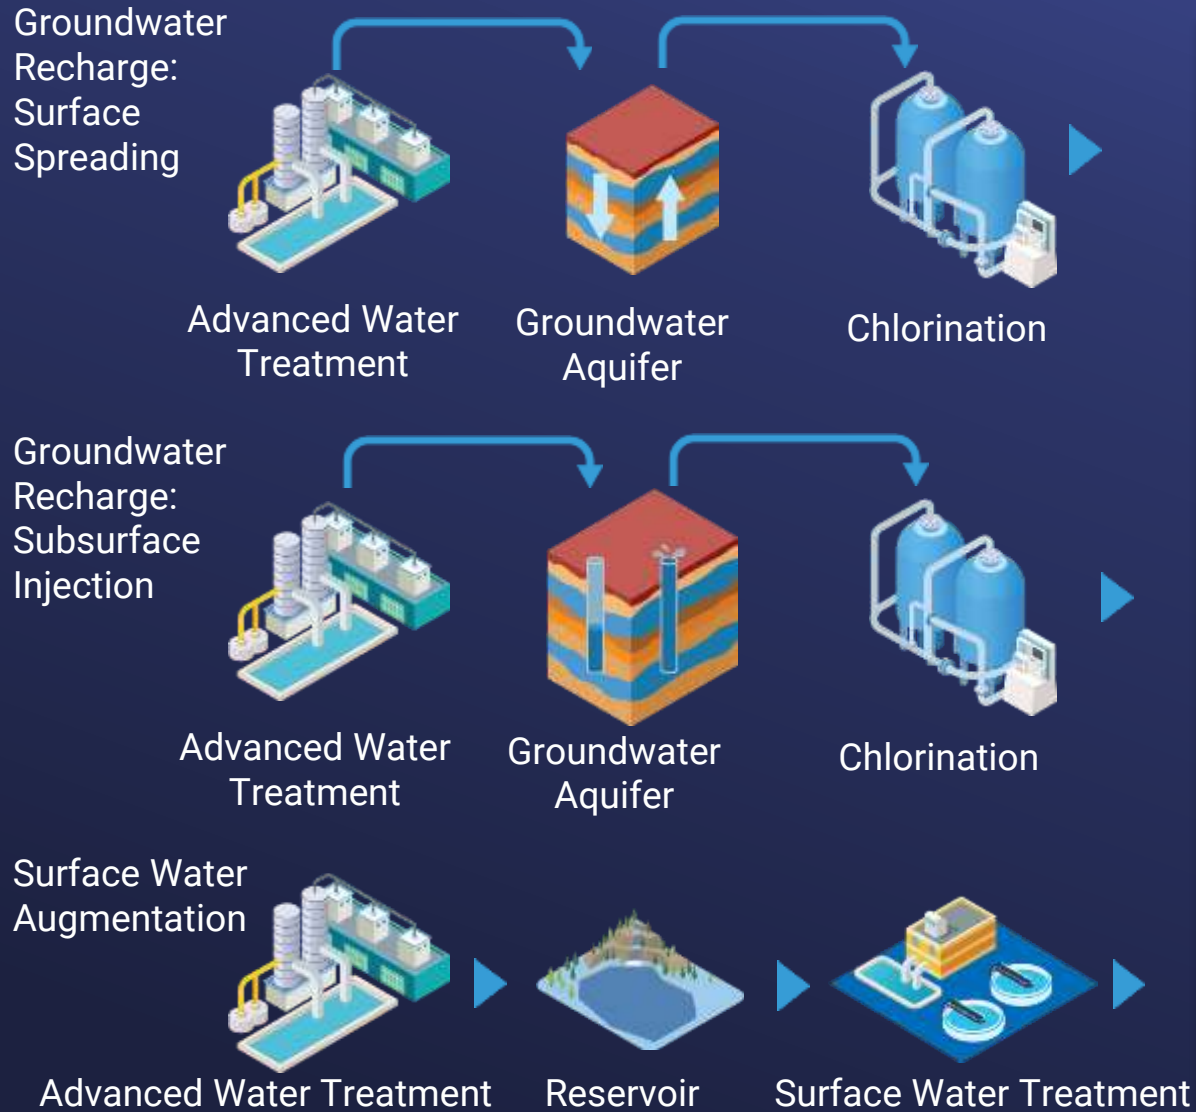 Groundwater
Recharge:
Surface
Spreading
Advanced Water
Treatment
Groundwater
Aquifer
Chlorination
Groundwater
Recharge:
Subsurface
Injection
Advanced Water
Treatment
Groundwater
Aquifer
Chlorination
Surface Water
Augmentation
Advanced Water Treatment
Reservoir
Surface Water Treatment